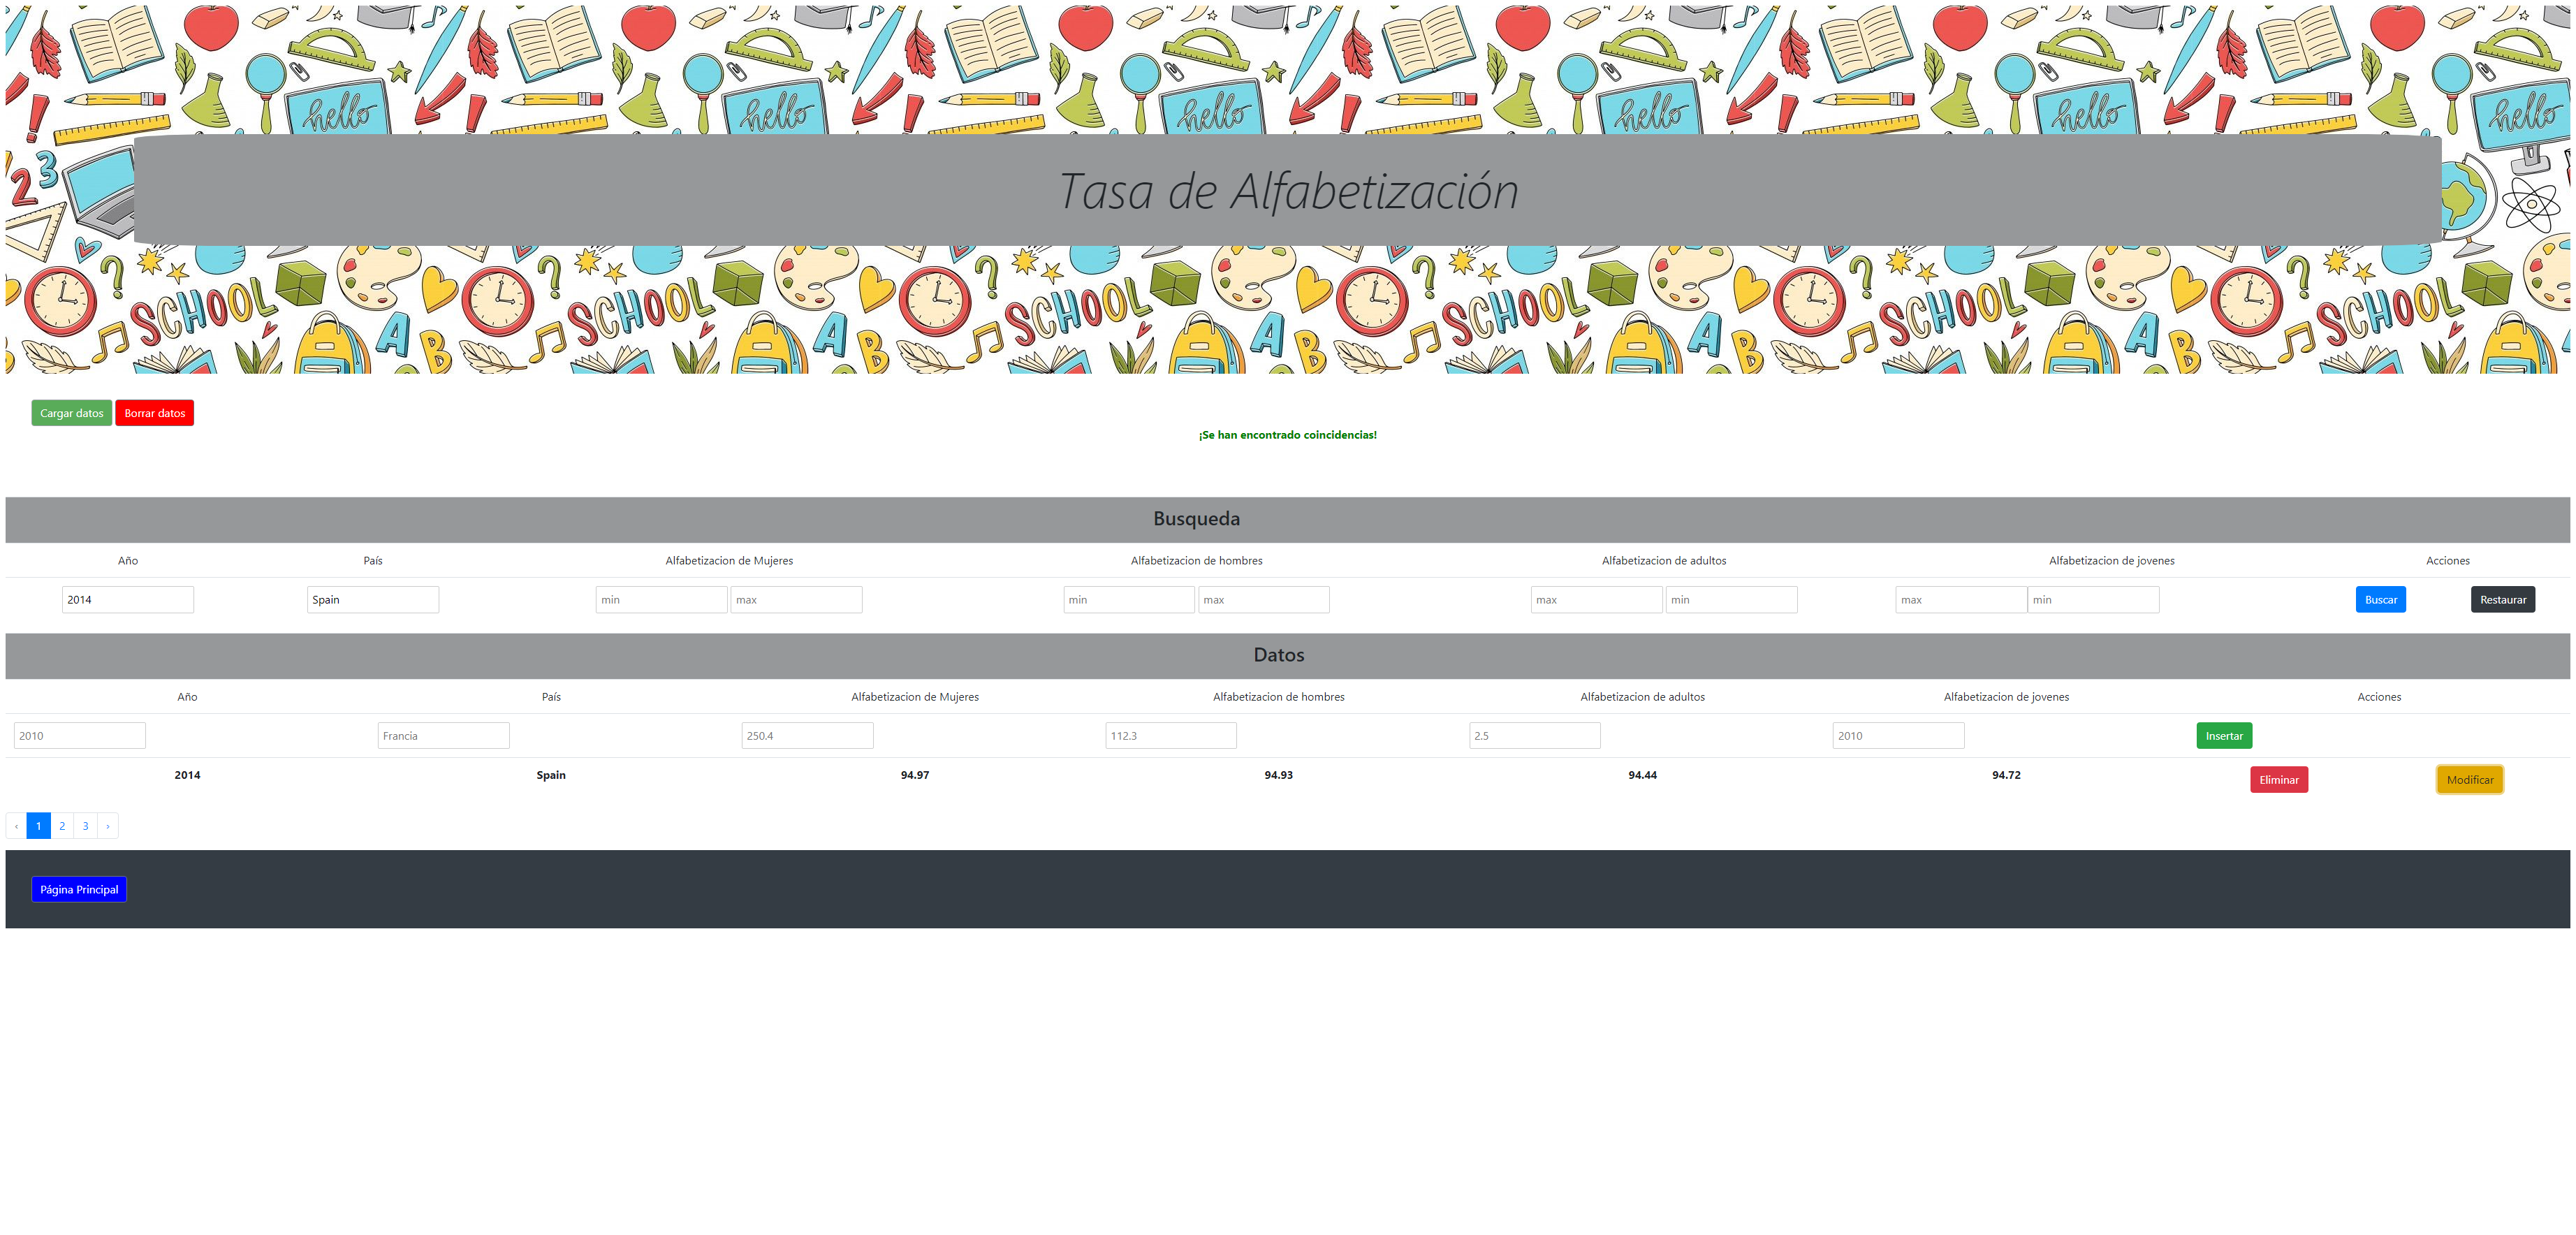 hello hello hello hello hello hello
2 3
Tasa de Alfabetización
SCHOOL SCHOOL SCHOOL SCHOOL SCHOOL SCHOOL
A B A B A B A B A B
Cargar datos Borrar datos
¡Se han encontrado coincidencias!
Busqueda
Año País Alfabetizacion de Mujeres Alfabetizacion de hombres Alfabetizacion de adultos Alfabetizacion de jovenes Acciones
2014 Spain min max min max max min max min Buscar Restaurar
Datos
Año País Alfabetizacion de Mujeres Alfabetizacion de hombres Alfabetizacion de adultos Alfabetizacion de jovenes Acciones
2010 Francia 250.4 112.3 2.5 2010 Insertar
2014 Spain 94.97 94.93 94.44 94.72 Eliminar Modificar
‹ 1 2 3 ›
Página Principal